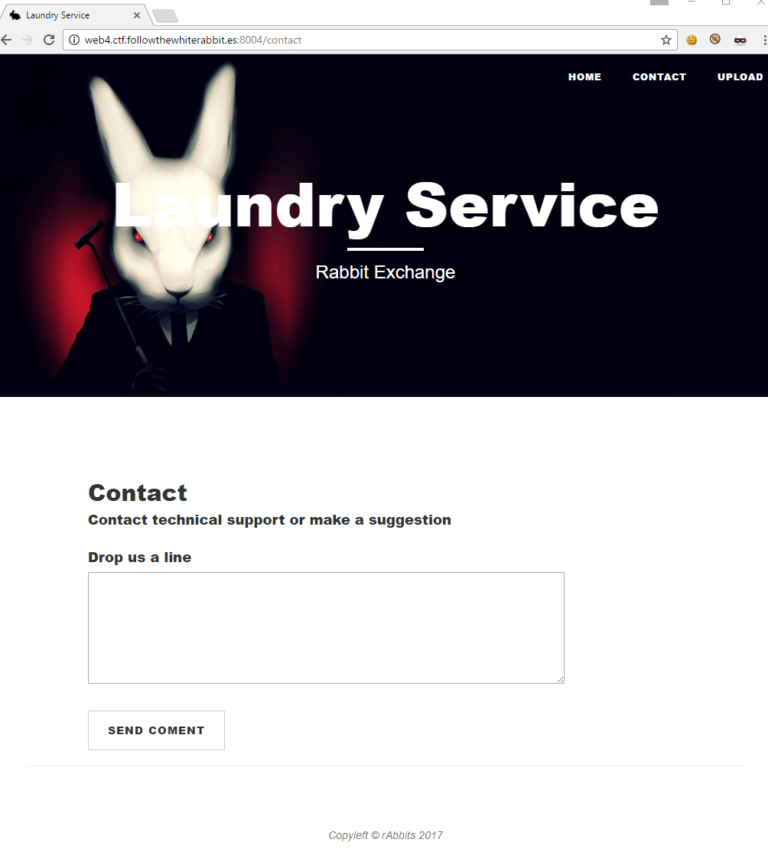 Laundry Service
web4.ctf.followthewhiterabbit.es:8004/contact
HOME CONTACT UPLOAD
Laundry Service
Rabbit Exchange
Contact
Contact technical support or make a suggestion
Drop us a line
SEND COMENT
Copyleft © rAbbits 2017